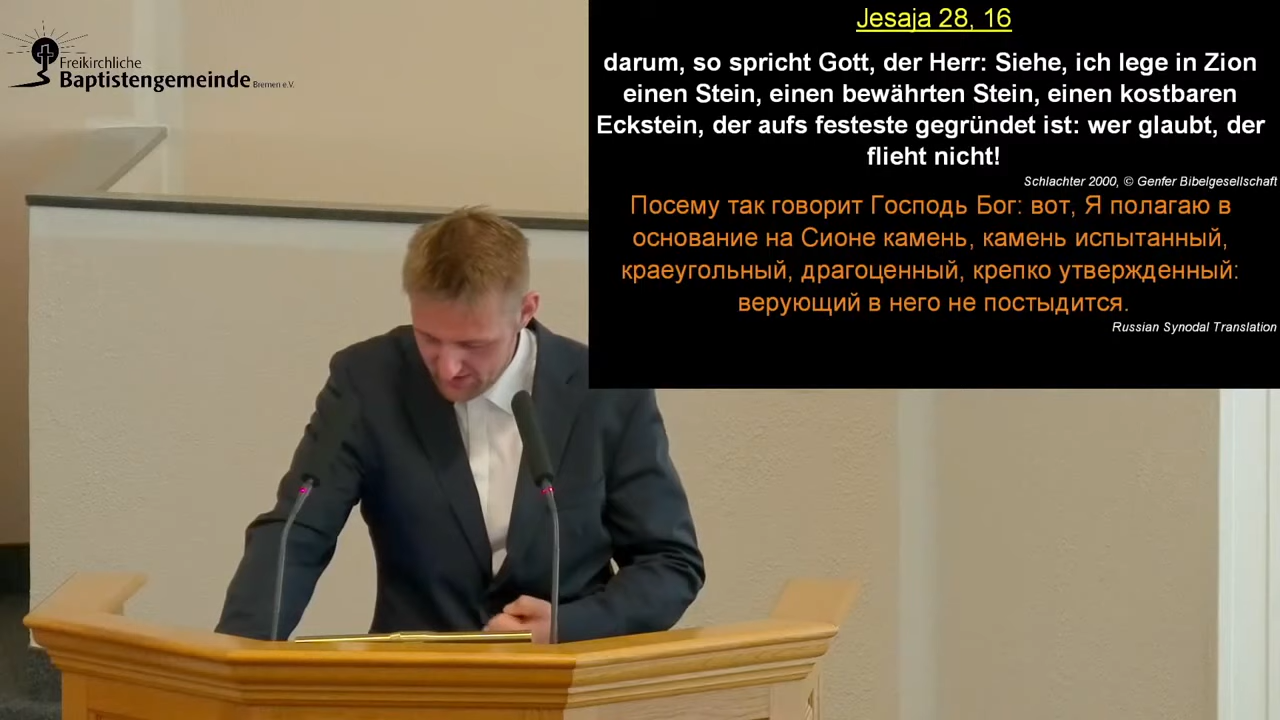 Freikirchliche
Baptistengemeinde Bremen e.V.
Jesaja 28, 16
darum, so spricht Gott, der Herr: Siehe, ich lege in Zion
einen Stein, einen bewährten Stein, einen kostbaren
Eckstein, der aufs festeste gegründet ist: wer glaubt, der
flieht nicht!
Schlachter 2000, © Genfer Bibelgesellschaft
Посему так говорит Господь Бог: вот, Я полагаю в
основание на Сионе камень, камень испытанный,
краеугольный, драгоценный, крепко утвержденный:
верующий в него не постыдится.
Russian Synodal Translation